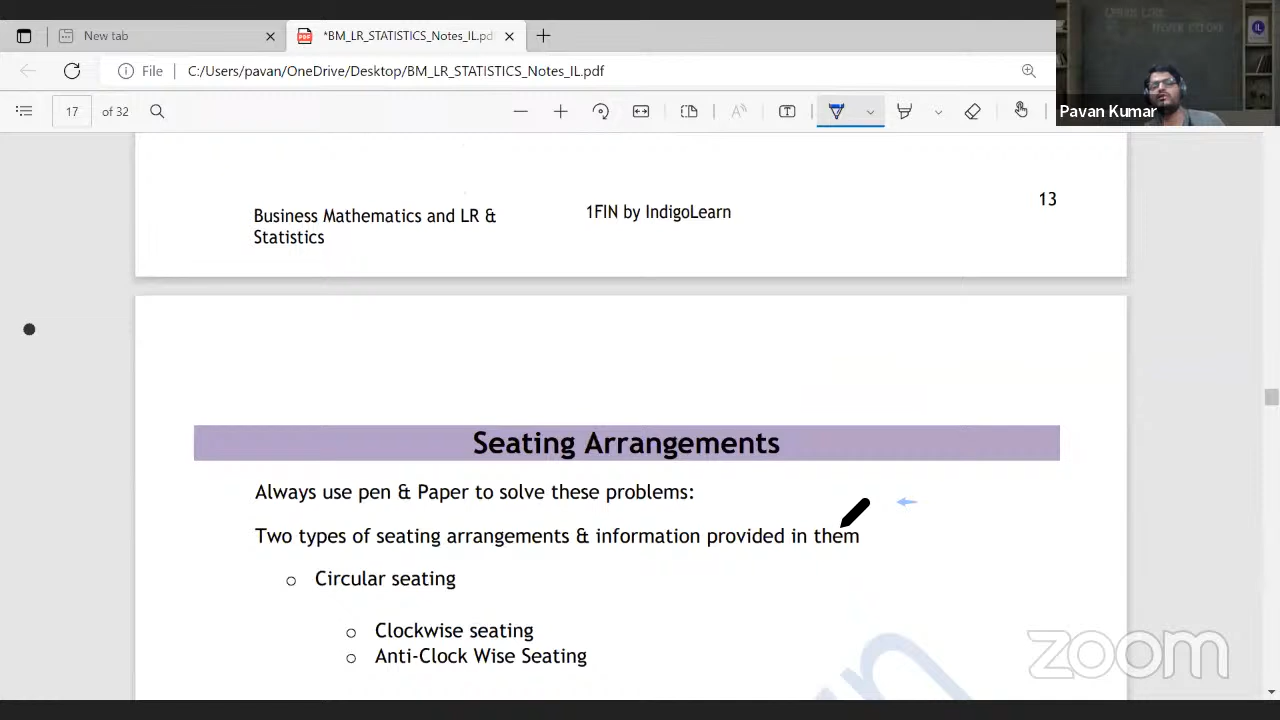 New tab
*BM_LR_STATISTICS_Notes_IL.pd
File
C:/Users/pavan/OneDrive/Desktop/BM_LR_STATISTICS_Notes_IL.pdf
17 of 32
Pavan Kumar
13
Business Mathematics and LR &
Statistics
1FIN by IndigoLearn
Seating Arrangements
Always use pen & Paper to solve these problems:
Two types of seating arrangements & information provided in them
o Circular seating
o Clockwise seating
o Anti-Clock Wise Seating
zoom